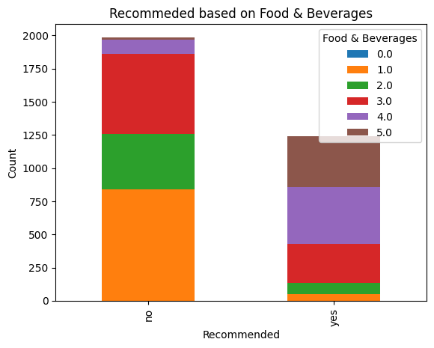 Recommeded based on Food & Beverages
Food & Beverages
0.0
1.0
2.0
3.0
4.0
5.0
Count
2000
1750
1500
1250
1000
750
500
250
0
no
yes
Recommended